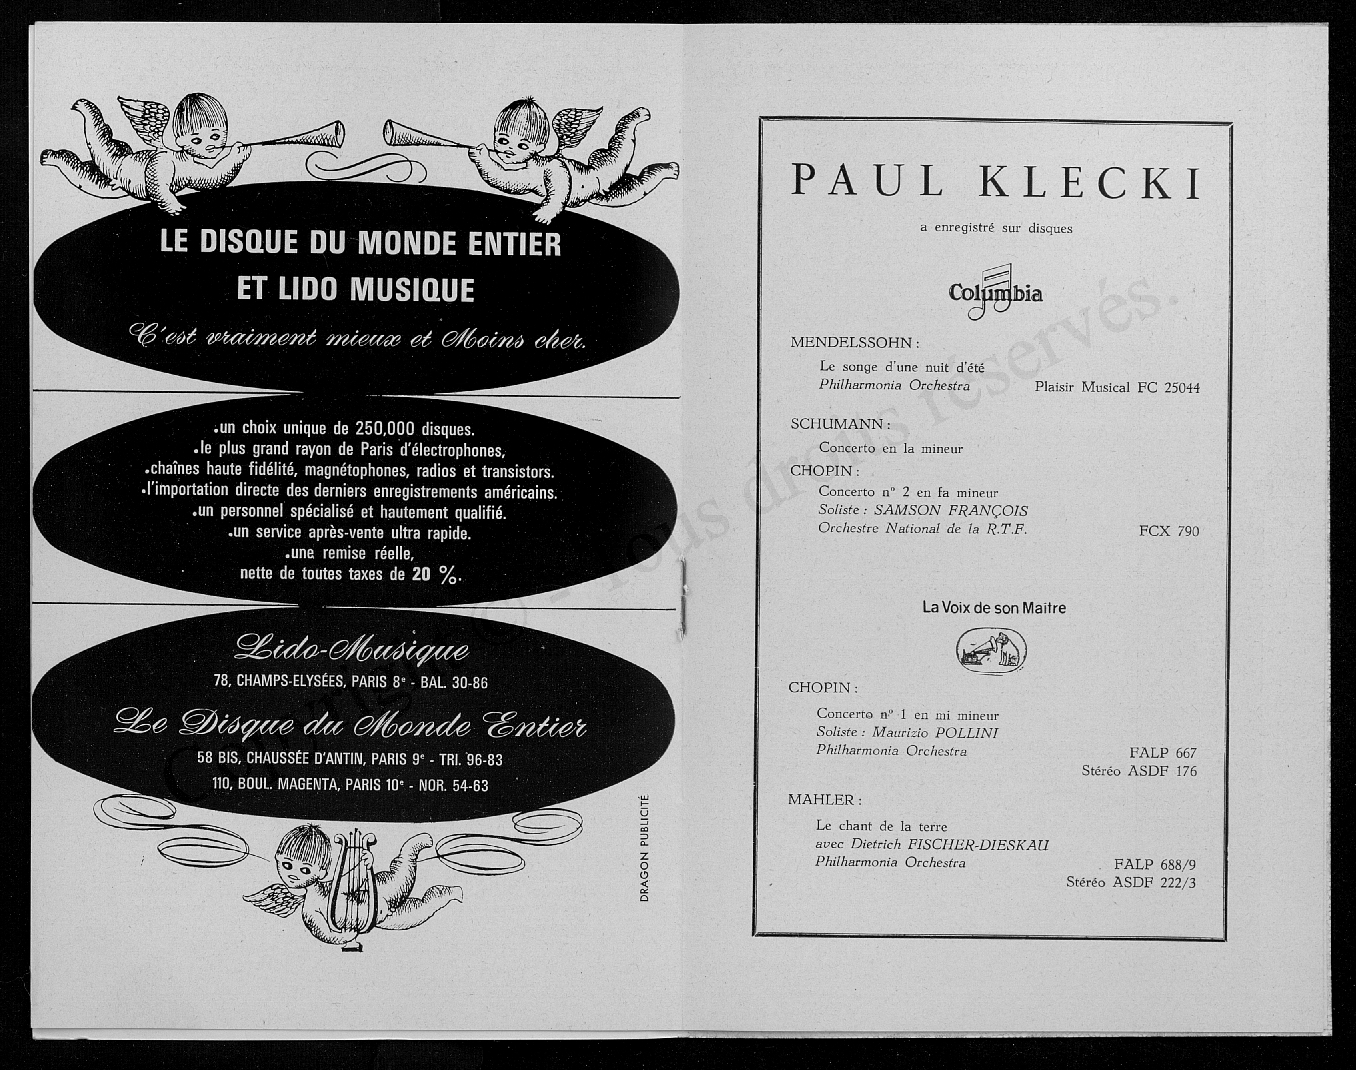 LE DISQUE DU MONDE ENTIER
ET LIDO MUSIQUE
C'est vraiment mieux et Moins cher.
.un choix unique de 250,000 disques.
.le plus grand rayon de Paris d'électrophones,
.chaînes haute fidélité, magnétophones, radios et transistors.
.l'importation directe des derniers enregistrements américains.
.un personnel spécialisé et hautement qualifié.
.un service après-vente ultra rapide.
.une remise réelle,
nette de toutes taxes de 20 %.
Lido-Musique
78, CHAMPS-ELYSÉES, PARIS 8e - BAL. 30-86
Le Disque du Monde Entier
58 BIS, CHAUSSÉE D'ANTIN, PARIS 9e - TRI. 96-83
110, BOUL. MAGENTA, PARIS 10e - NOR. 54-63
DRAGON PUBLICITÉ
PAUL KLECKI
a enregistré sur disques
Columbia
MENDELSSOHN :
Le songe d'une nuit d'été
Philharmonia Orchestra Plaisir Musical FC 25044
SCHUMANN :
Concerto en la mineur
CHOPIN :
Concerto n° 2 en fa mineur
Soliste : SAMSON FRANÇOIS
Orchestre National de la R.T.F. FCX 790
La Voix de son Maître
CHOPIN :
Concerto n° 1 en mi mineur
Soliste : Maurizio POLLINI
Philharmonia Orchestra FALP 667
Stéréo ASDF 176
MAHLER :
Le chant de la terre
avec Dietrich FISCHER-DIESKAU
Philharmonia Orchestra FALP 688/9
Stéréo ASDF 222/3
© Tous droits réservés.